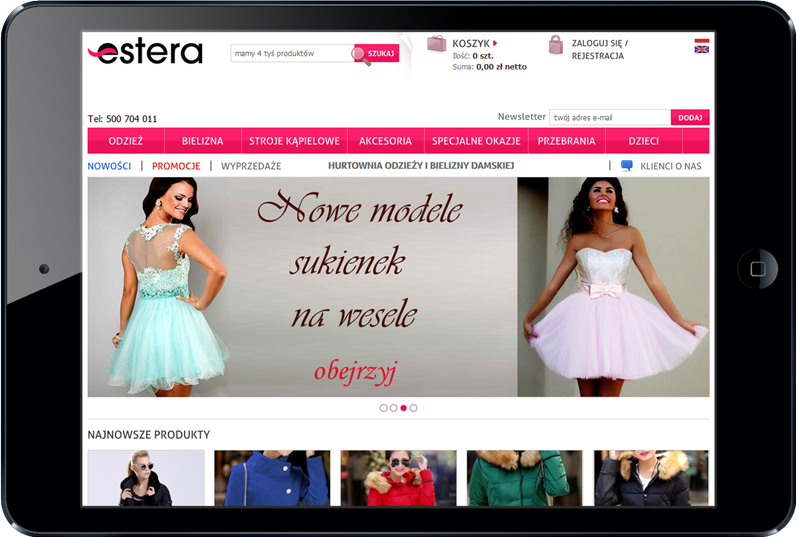 estera
mamy 4 tyś produktów
SZUKAJ
KOSZYK
Ilość: 0 szt.
Suma: 0,00 zł netto
ZALOGUJ SIĘ /
REJESTRACJA
Tel: 500 704 011
Newsletter
twój adres e-mail
DODAJ
ODZIEŻ
BIELIZNA
STROJE KĄPIELOWE
AKCESORIA
SPECJALNE OKAZJE
PRZEBRANIA
DZIECI
NOWOŚCI | PROMOCJE | WYPRZEDAŻE
HURTOWNIA ODZIEŻY I BIELIZNY DAMSKIEJ
| KLIENCI O NAS
Nowe modele
sukienek
na wesele
obejrzyj
NAJNOWSZE PRODUKTY